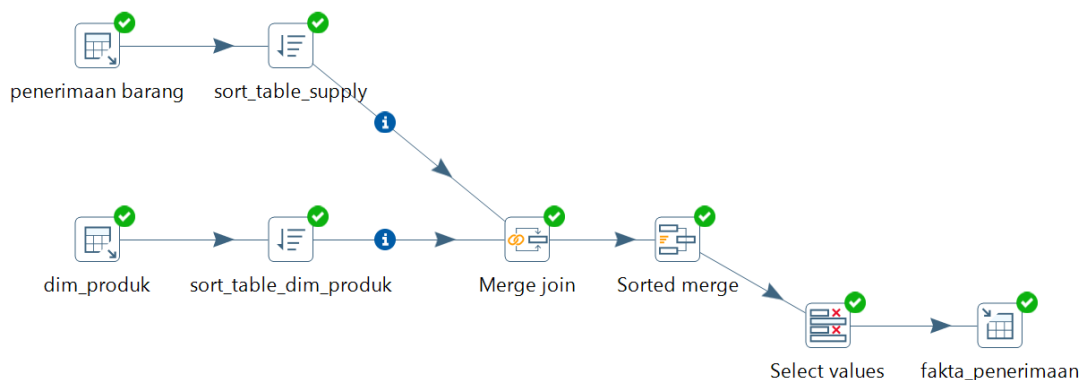 penerimaan barang
sort_table_supply
dim_produk
sort_table_dim_produk
Merge join
Sorted merge
Select values
fakta_penerimaan